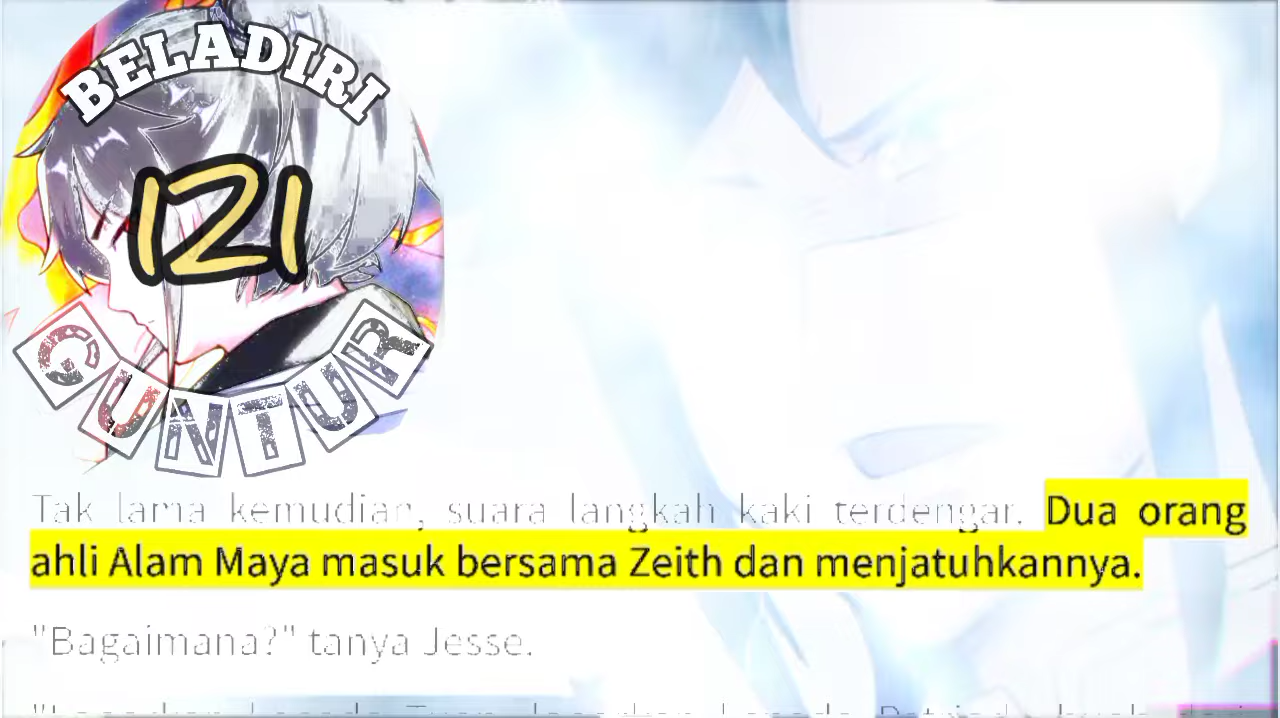 BELADIRI
121
GUNTUR
Tak lama kemudian, suara langkah kaki terdengar. Dua orang
ahli Alam Maya masuk bersama Zeith dan menjatuhkannya.
"Bagaimana?" tanya Jesse.